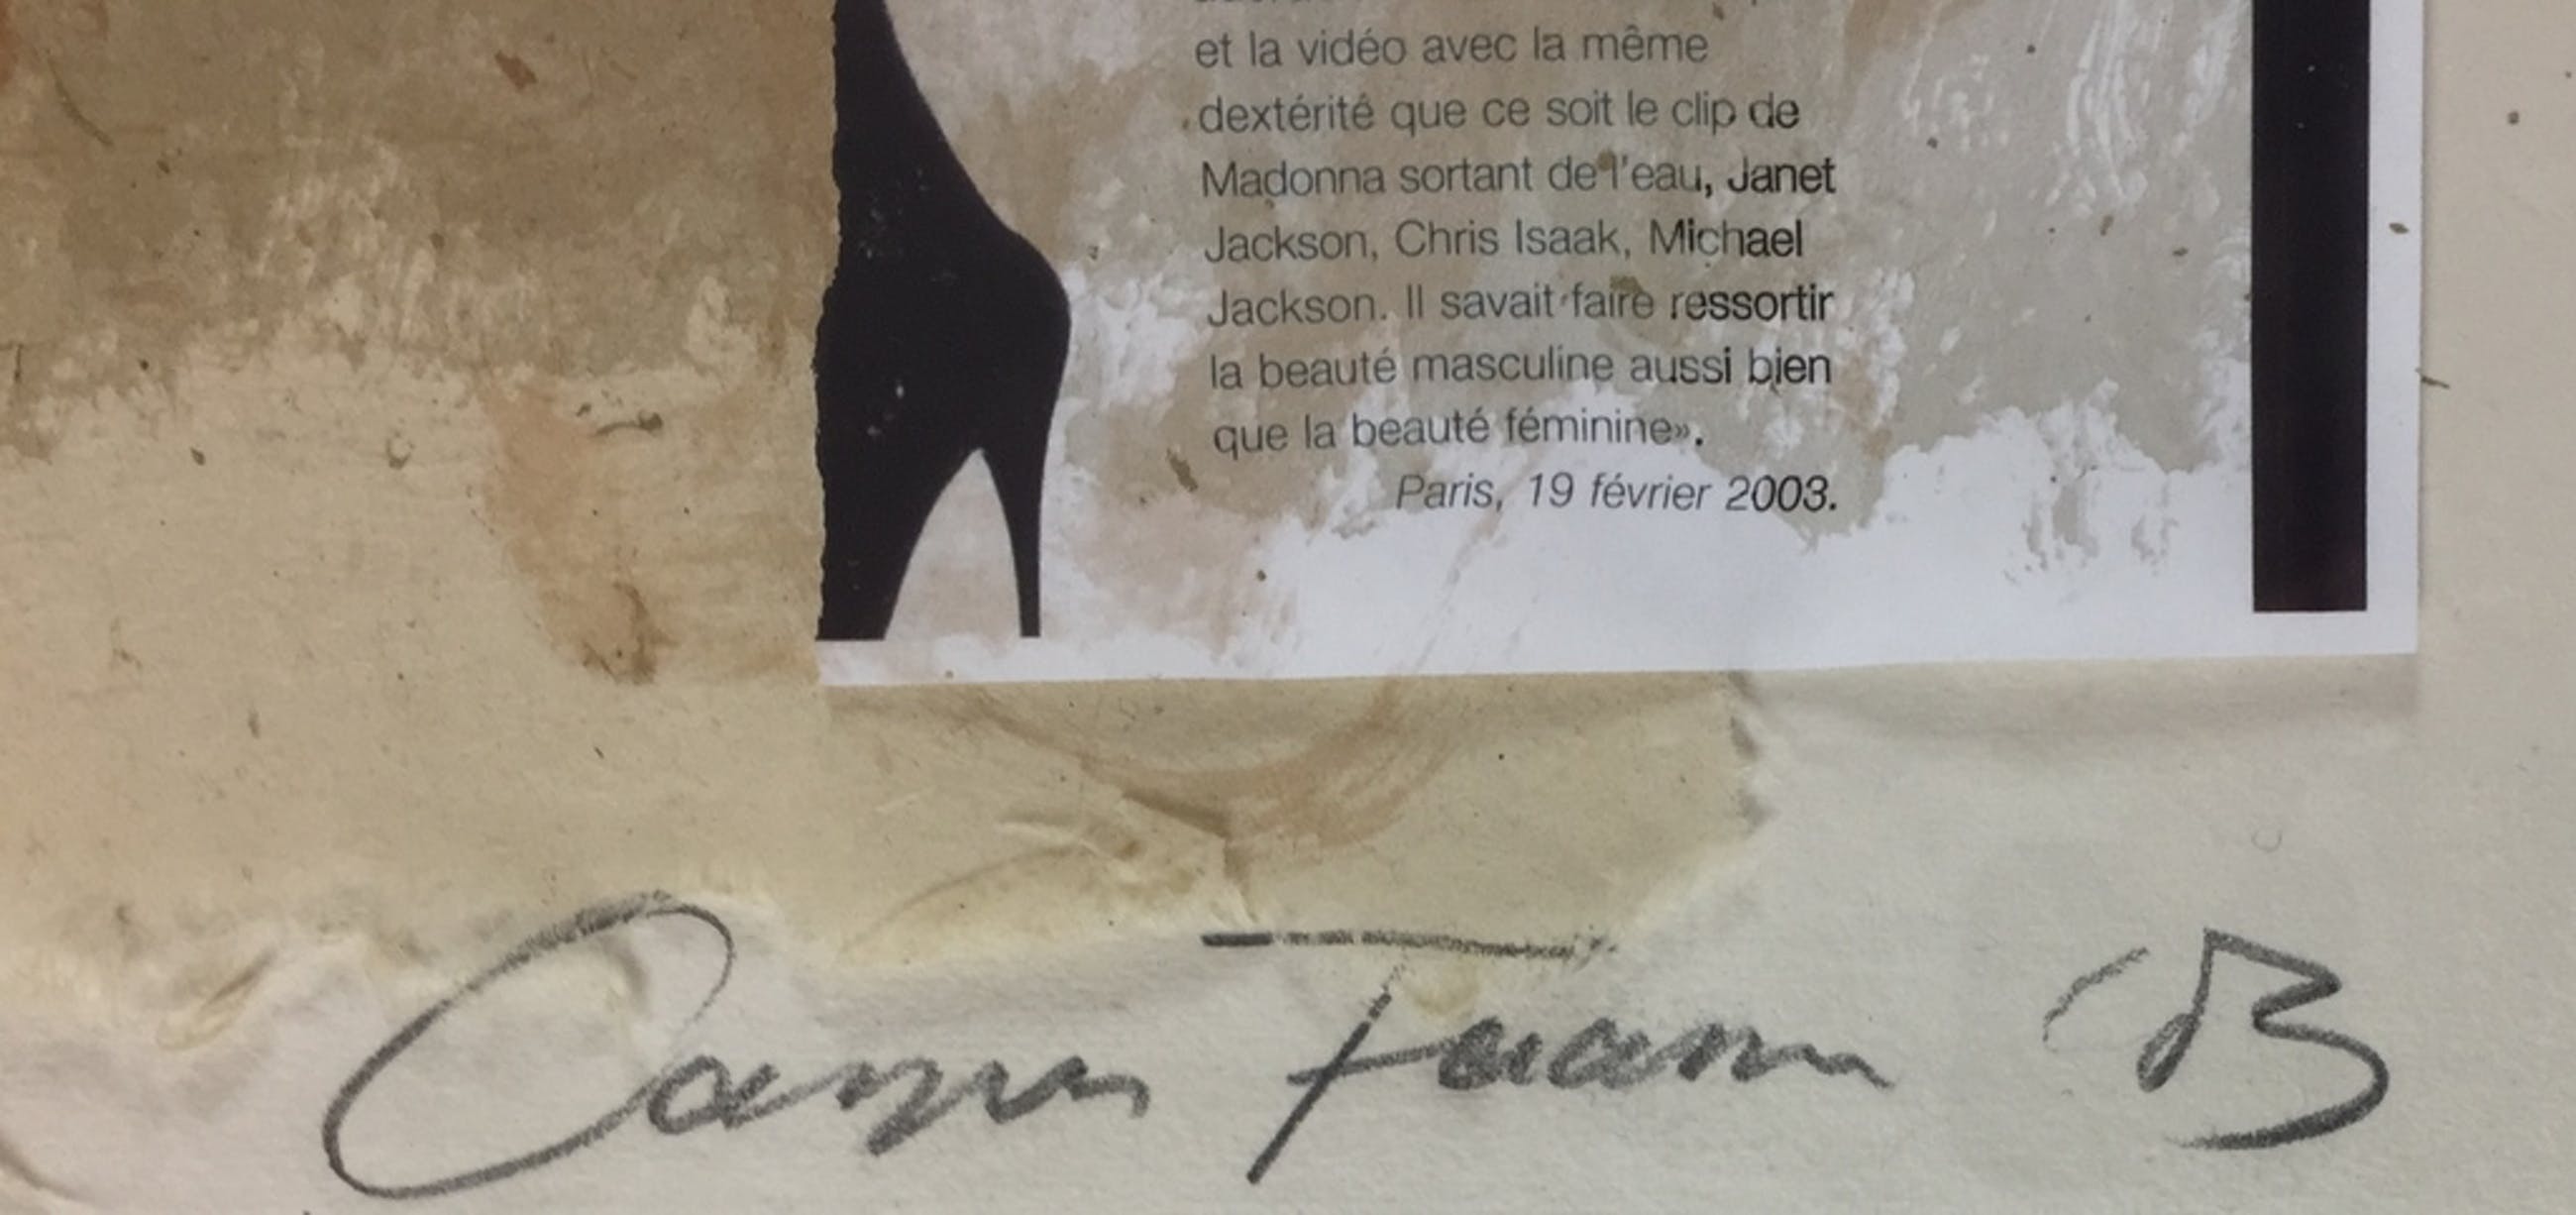 et la vidéo avec la même
dextérité que ce soit le clip de
Madonna sortant de l'eau, Janet
Jackson, Chris Isaak, Michael
Jackson. Il savait faire ressortir
la beauté masculine aussi bien
que la beauté féminine».
Paris, 19 février 2003.